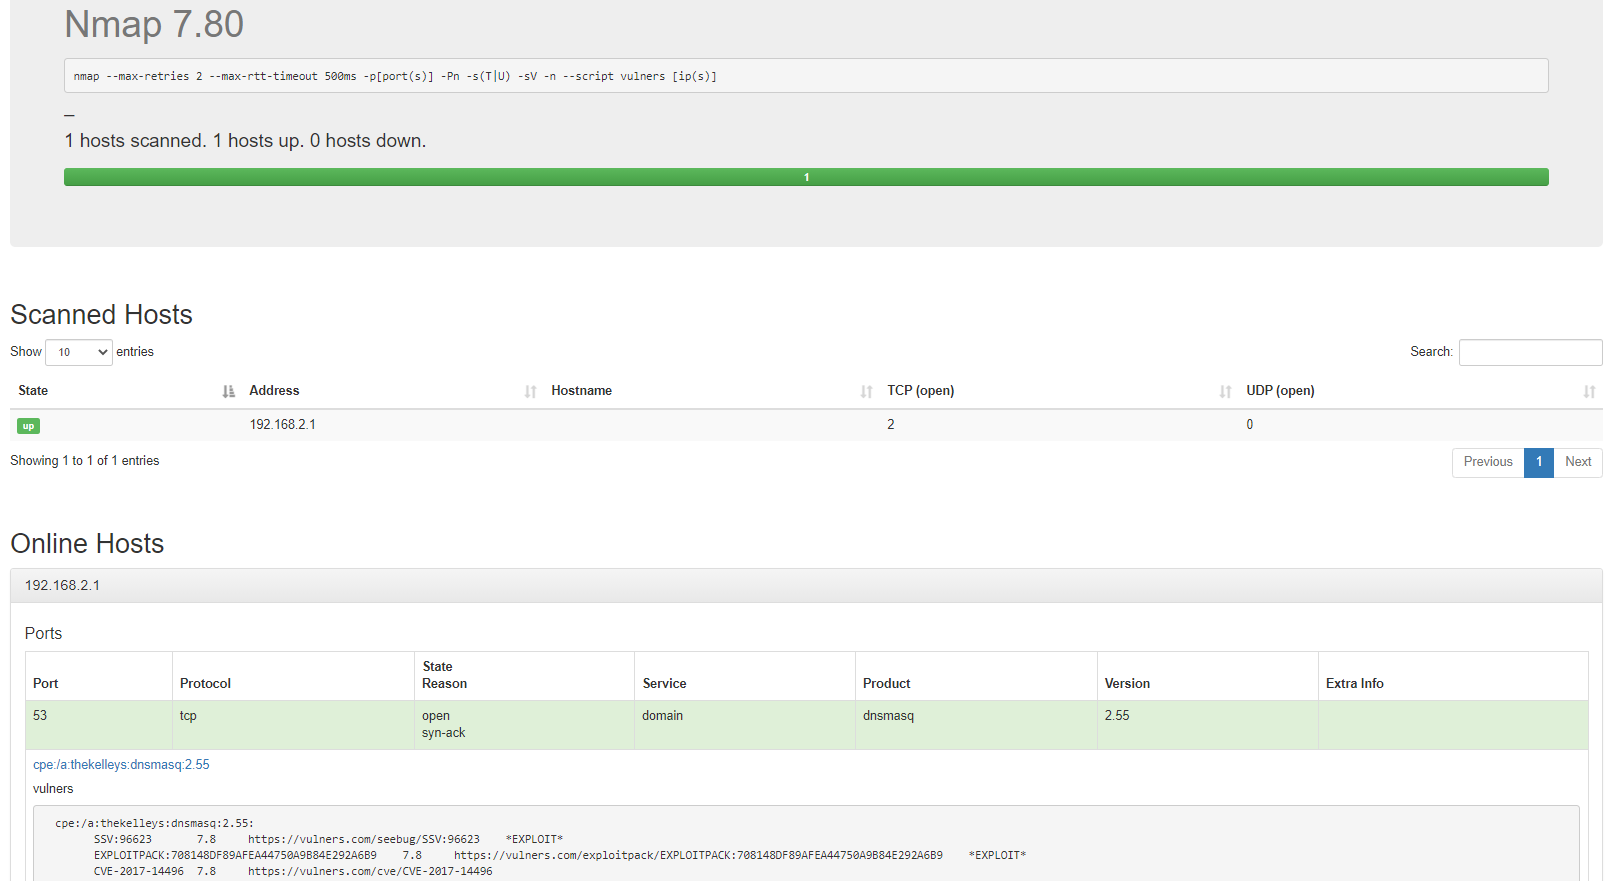 Nmap 7.80
nmap --max-retries 2 --max-rtt-timeout 500ms -p[port(s)] -Pn -s(T|U) -sV -n --script vulners [ip(s)]
–
1 hosts scanned. 1 hosts up. 0 hosts down.
1
Scanned Hosts
Show 10 entries Search:
State Address Hostname TCP (open) UDP (open)
up 192.168.2.1 2 0
Showing 1 to 1 of 1 entries Previous 1 Next
Online Hosts
192.168.2.1
Ports
State
Port Protocol Reason Service Product Version Extra Info
53 tcp open domain dnsmasq 2.55
syn-ack
cpe:/a:thekelleys:dnsmasq:2.55
vulners
cpe:/a:thekelleys:dnsmasq:2.55:
SSV:96623 7.8 https://vulners.com/seebug/SSV:96623 *EXPLOIT*
EXPLOITPACK:708148DF89AFEA44750A9B84E292A6B9 7.8 https://vulners.com/exploitpack/EXPLOITPACK:708148DF89AFEA44750A9B84E292A6B9 *EXPLOIT*
CVE-2017-14496 7.8 https://vulners.com/cve/CVE-2017-14496